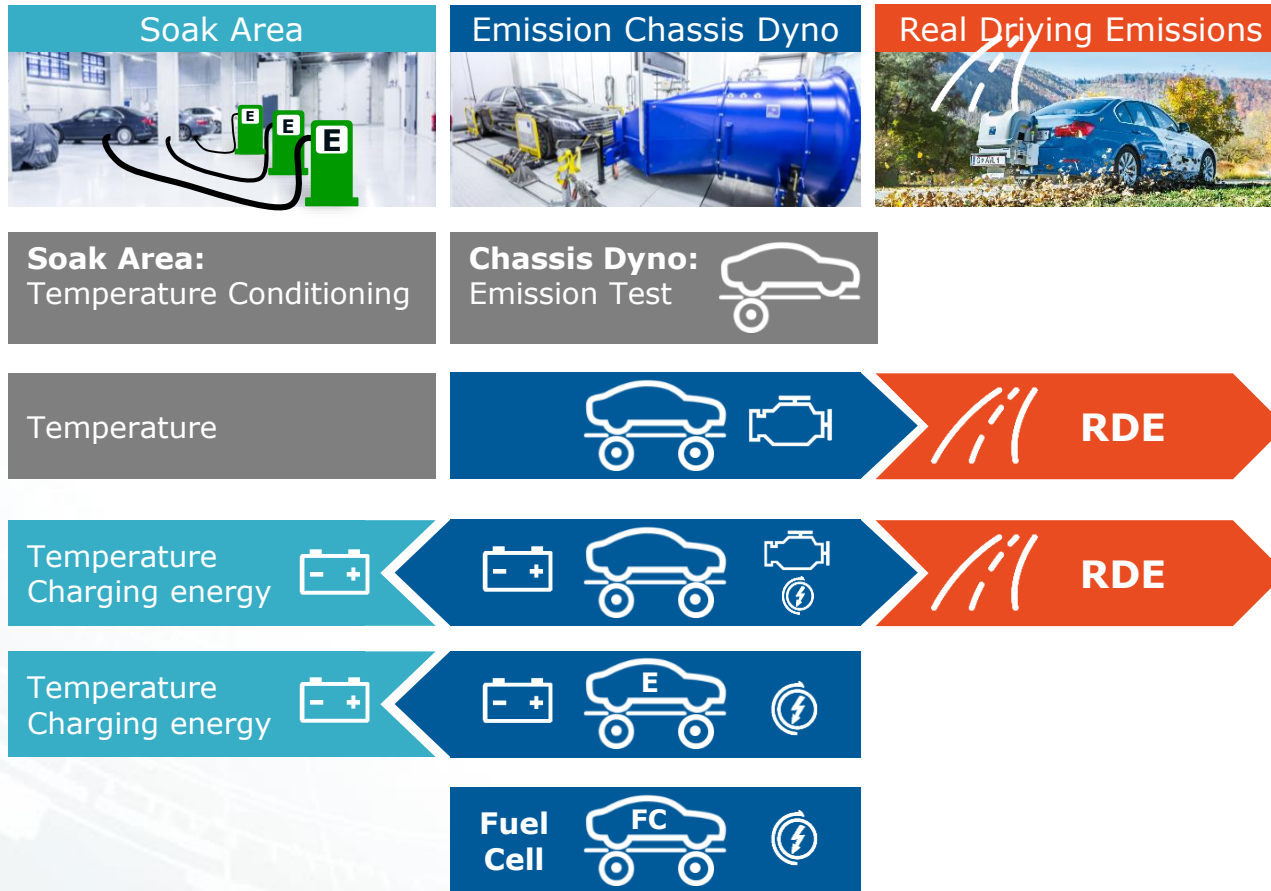 Soak Area
Emission Chassis Dyno
Real Driving Emissions
E
E
E
Soak Area:
Temperature Conditioning
Chassis Dyno:
Emission Test
Temperature
RDE
Temperature
Charging energy
- +
- +
RDE
Temperature
Charging energy
- +
- +
E
Fuel
Cell
FC